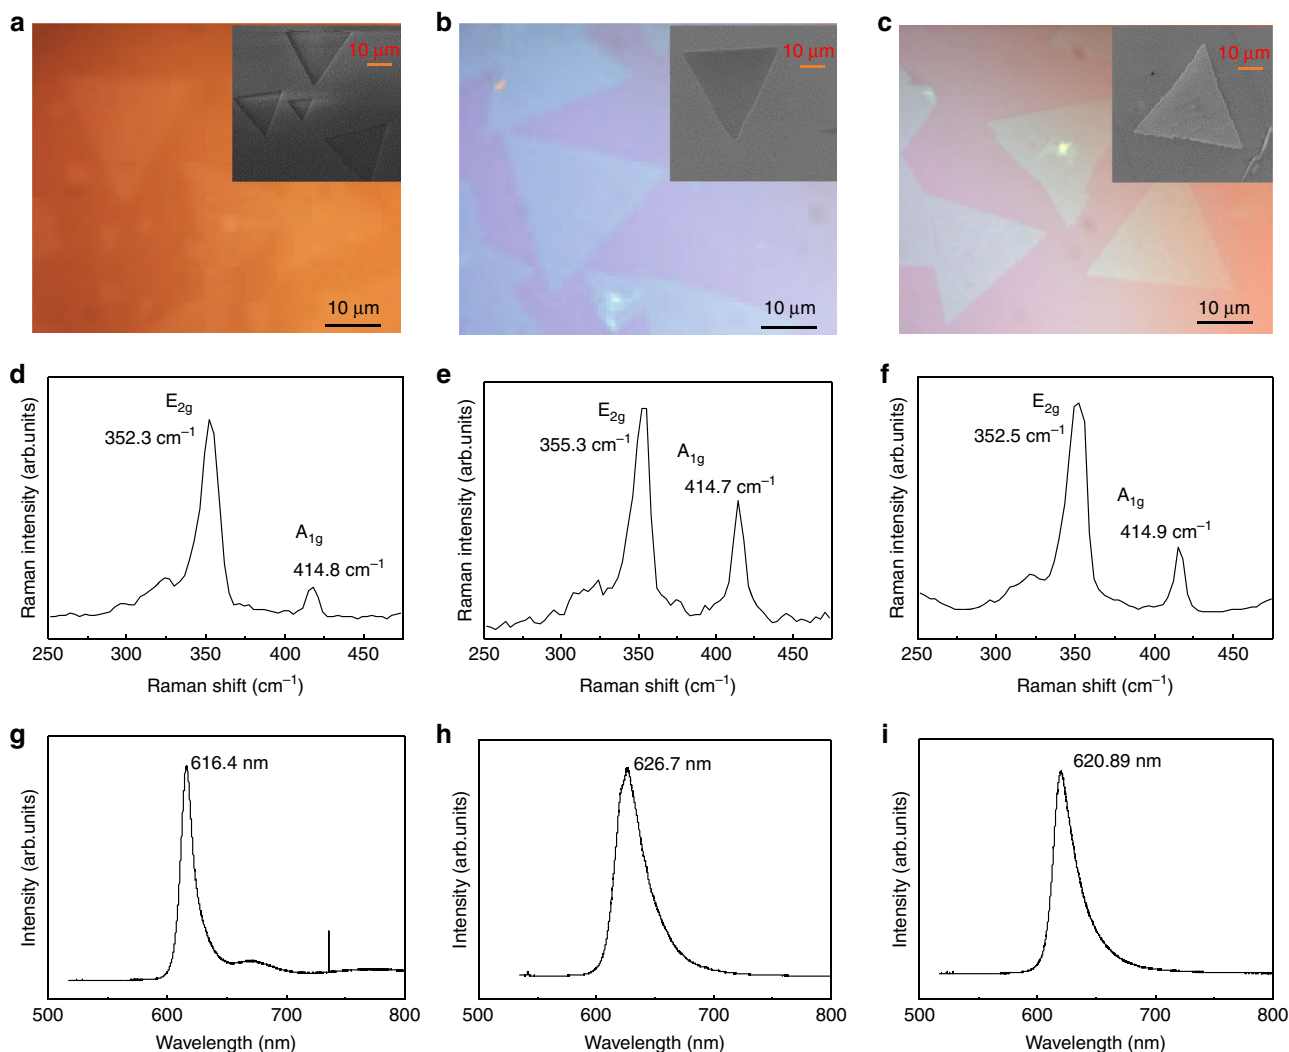 a
10 μm
10 μm
b
10 μm
10 μm
c
10 μm
10 μm
d
Raman intensity (arb.units)
E2g
352.3 cm⁻¹
A1g
414.8 cm⁻¹
250 300 350 400 450
Raman shift (cm⁻¹)
e
Raman intensity (arb.units)
E2g
355.3 cm⁻¹
A1g
414.7 cm⁻¹
250 300 350 400 450
Raman shift (cm⁻¹)
f
Raman intensity (arb.units)
E2g
352.5 cm⁻¹
A1g
414.9 cm⁻¹
250 300 350 400 450
Raman shift (cm⁻¹)
g
Intensity (arb.units)
616.4 nm
500 600 700 800
Wavelength (nm)
h
Intensity (arb.units)
626.7 nm
500 600 700 800
Wavelength (nm)
i
Intensity (arb.units)
620.89 nm
500 600 700 800
Wavelength (nm)